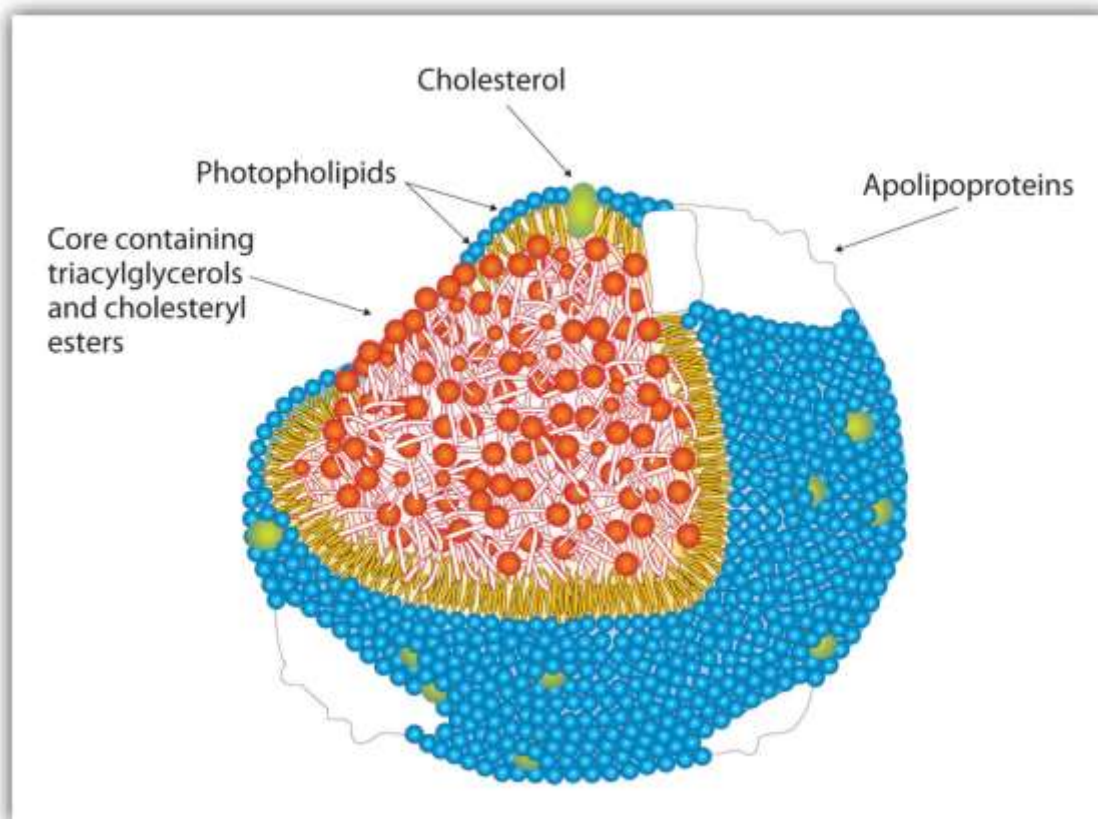 Cholesterol
Photopholipids
Apolipoproteins
Core containing
triacylglycerols
and cholesteryl
esters